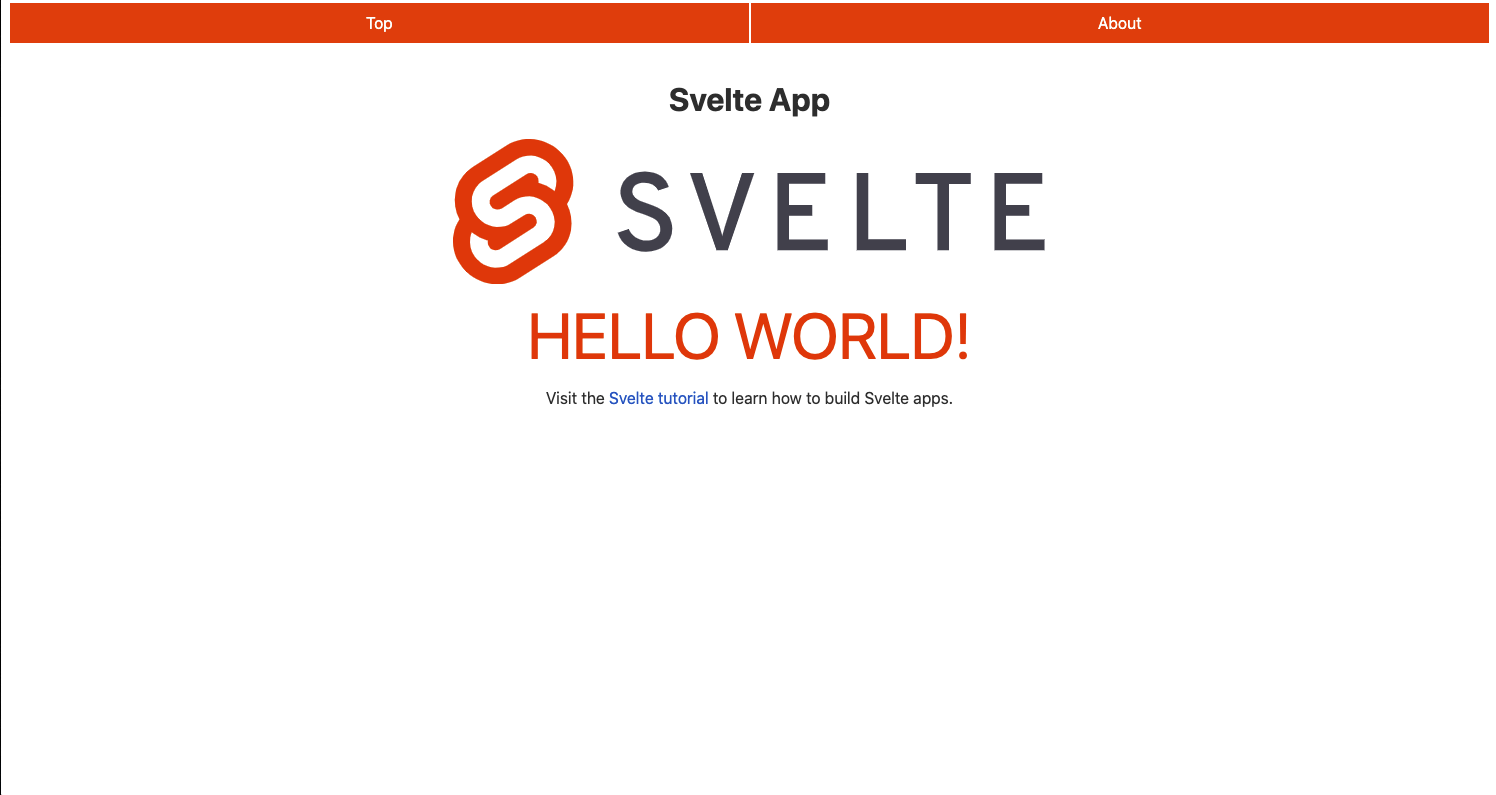 Top
About
Svelte App
SVELTE
HELLO WORLD!
Visit the Svelte tutorial to learn how to build Svelte apps.